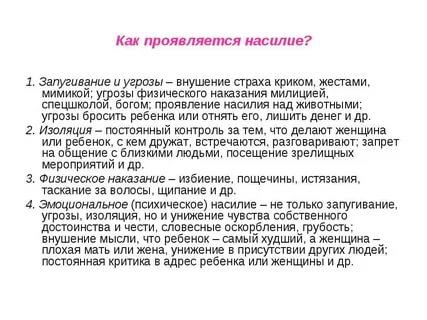 Как проявляется насилие?
1. Запугивание и угрозы – внушение страха криком, жестами,
мимикой; угрозы физического наказания милицией,
спецшколой, богом; проявление насилия над животными;
угрозы бросить ребенка или отнять его, лишить денег и др.
2. Изоляция – постоянный контроль за тем, что делают женщина
или ребенок, с кем дружат, встречаются, разговаривают; запрет
на общение с близкими людьми, посещение зрелищных
мероприятий и др.
3. Физическое наказание – избиение, пощечины, истязания,
таскание за волосы, щипание и др.
4. Эмоциональное (психическое) насилие – не только запугивание,
угрозы, изоляция, но и унижение чувства собственного
достоинства и чести, словесные оскорбления, грубость;
внушение мысли, что ребенок – самый худший, а женщина –
плохая мать или жена, унижение в присутствии других людей;
постоянная критика в адрес ребенка или женщины и др.